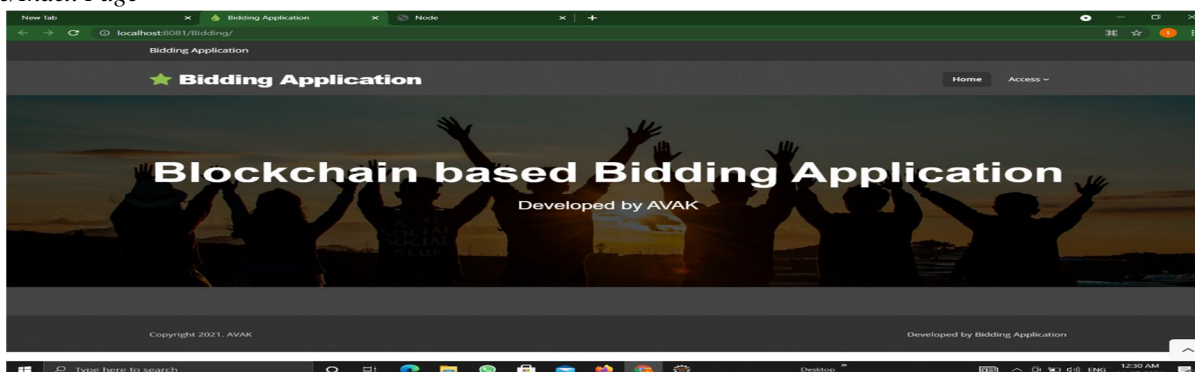 New Tab
Bidding Application
Node
localhost:8081/Bidding/
Bidding Application
Bidding Application
Home
Access
Blockchain based Bidding Application
Developed by AVAK
Copyright 2021. AVAK
Developed by Bidding Application
Type here to search
Desktop
ENG
12:30 AM